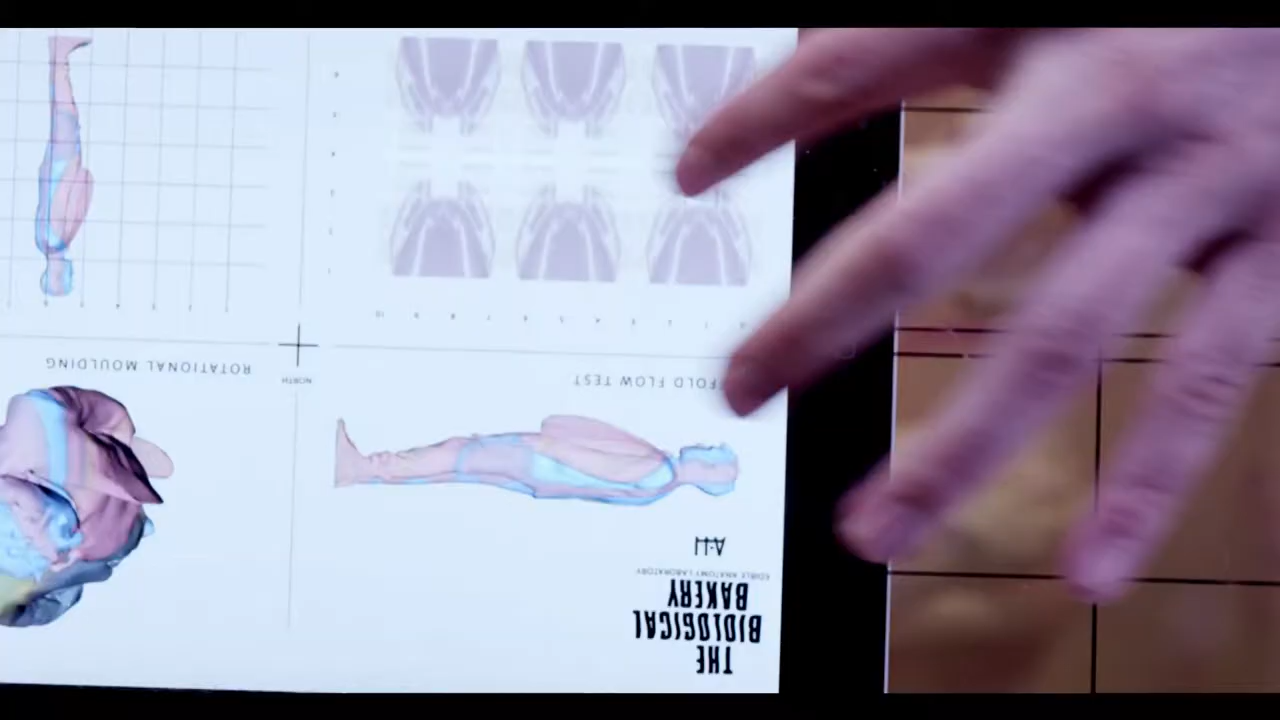 THE
BIOLOGICAL
BAKERY
EDIBLE ANATOMY LABORATORY
A-11
FOLD FLOW TEST
NORTH
ROTATIONAL MOULDING